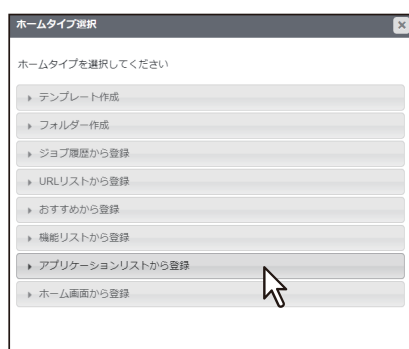 ホームタイプ選択
ホームタイプを選択してください
テンプレート作成
フォルダー作成
ジョブ履歴から登録
URLリストから登録
おすすめから登録
機能リストから登録
アプリケーションリストから登録
ホーム画面から登録